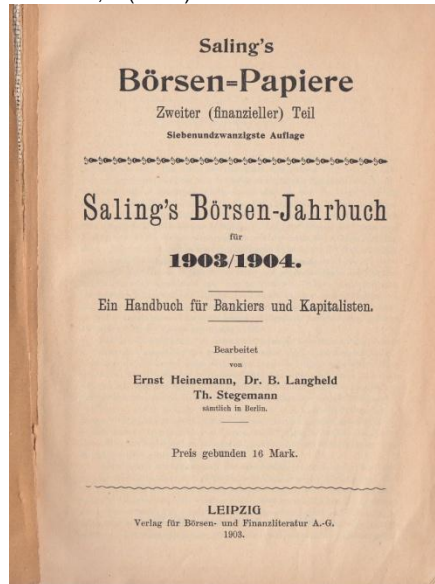 Saling's
Börsen=Papiere
Zweiter (finanzieller) Teil
Siebenundzwanzigste Auflage
Saling's Börsen-Jahrbuch
für
1903/1904.
Ein Handbuch für Bankiers und Kapitalisten.
Bearbeitet
von
Ernst Heinemann, Dr. B. Langheld
Th. Stegemann
sämtlich in Berlin.
Preis gebunden 16 Mark.
LEIPZIG
Verlag für Börsen- und Finanzliteratur A.-G.
1903.